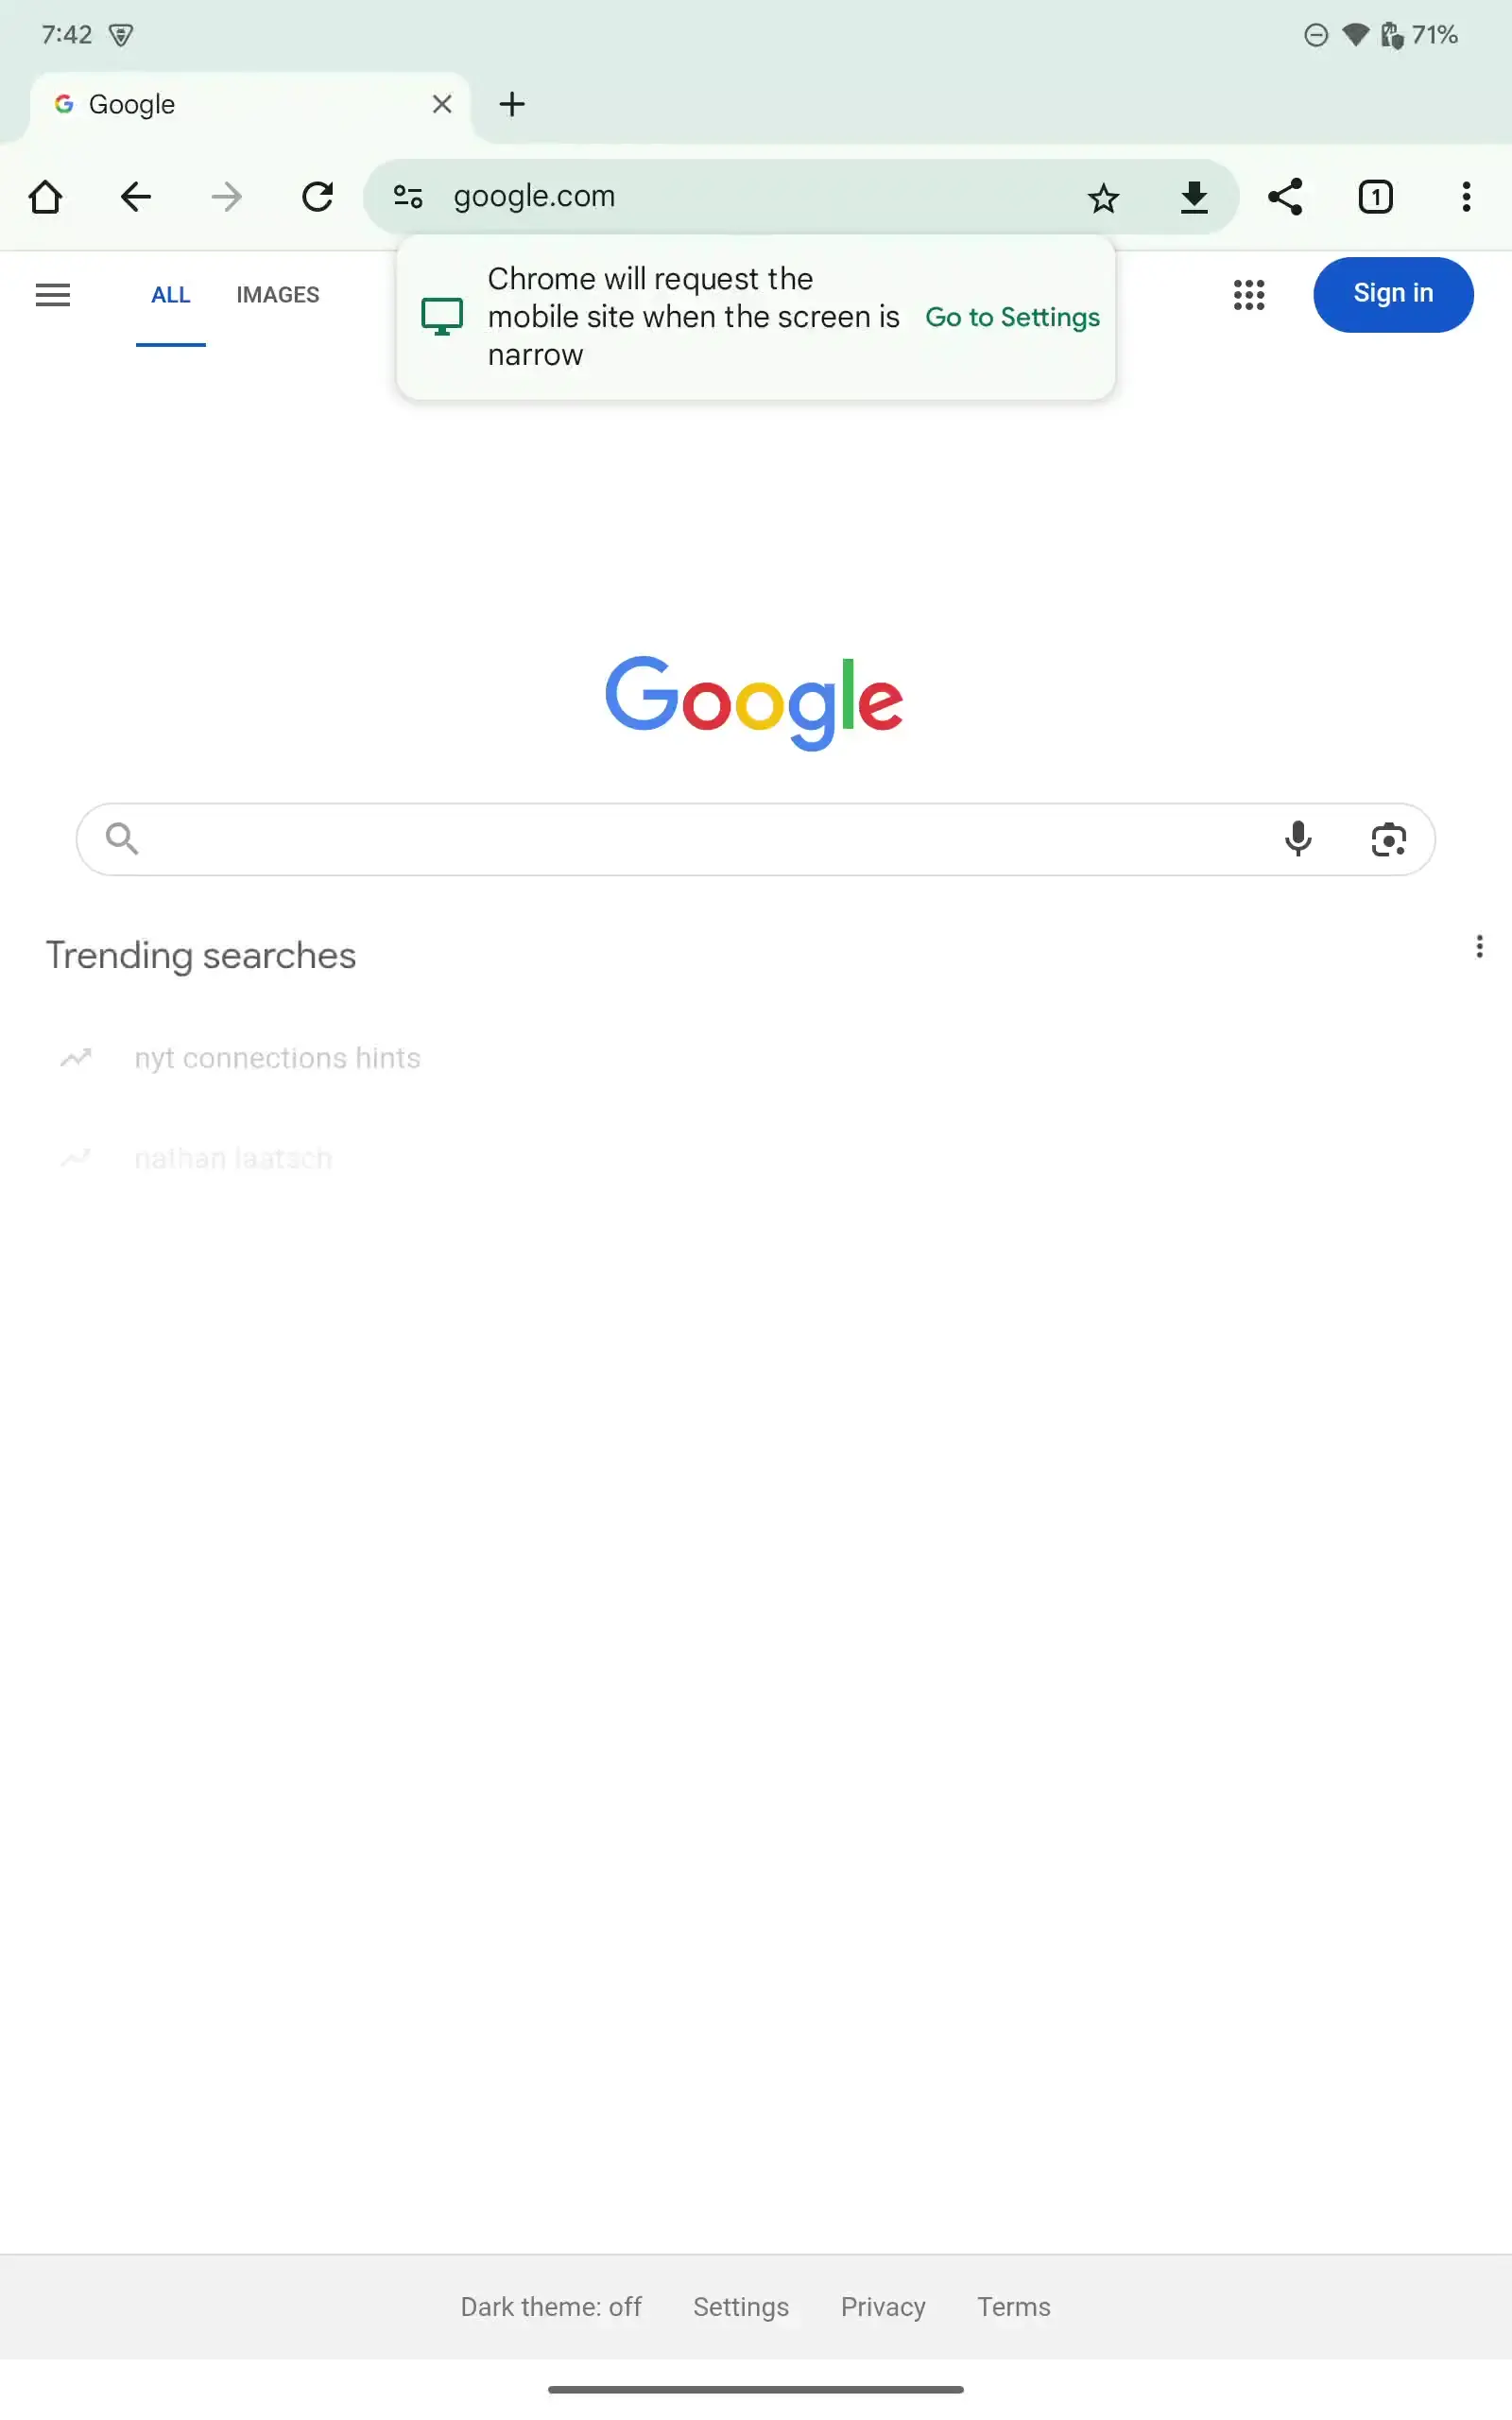 7:42
71%
Google
google.com
1
Chrome will request the
mobile site when the screen is
narrow
Go to Settings
ALL
IMAGES
Sign in
Google
Trending searches
nyt connections hints
nathan laatsch
Dark theme: off
Settings
Privacy
Terms